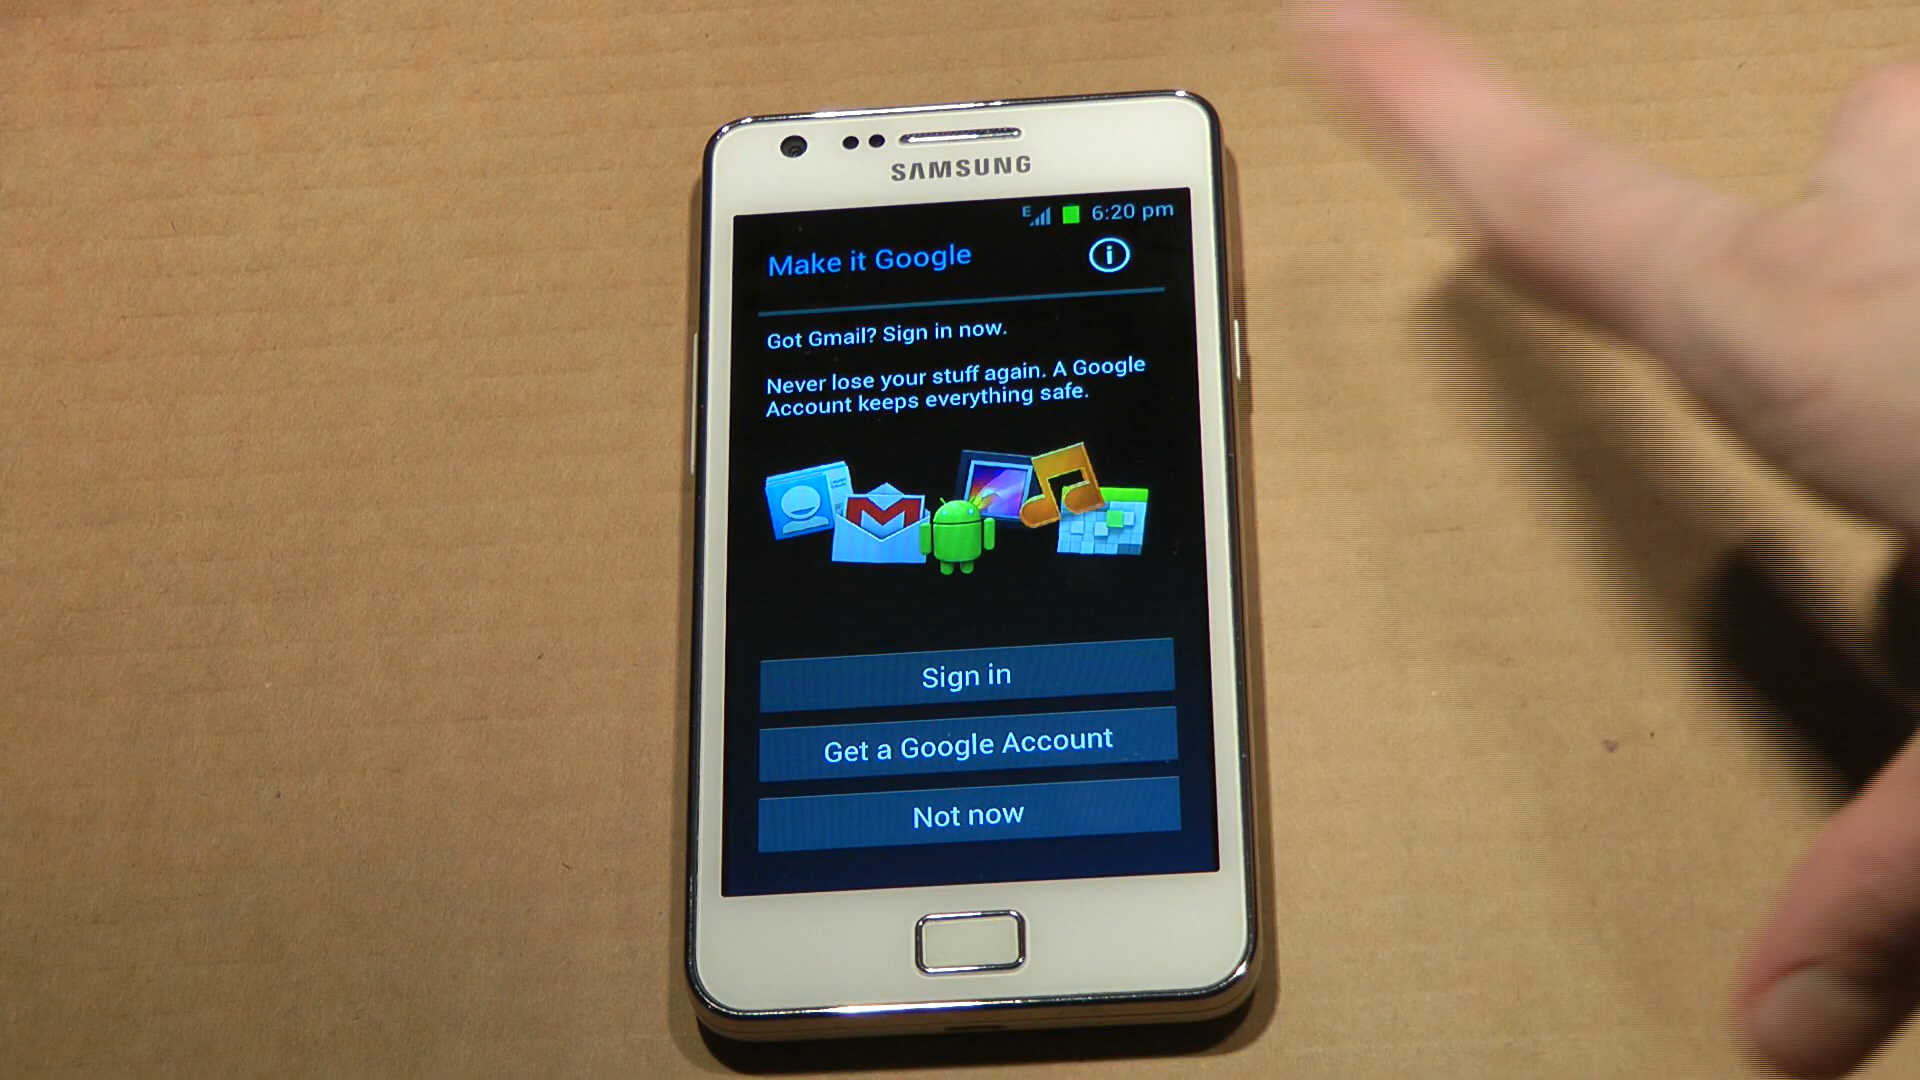 SAMSUNG
E 6:20 pm
Make it Google
i
Got Gmail? Sign in now.
Never lose your stuff again. A Google
Account keeps everything safe.
Sign in
Get a Google Account
Not now